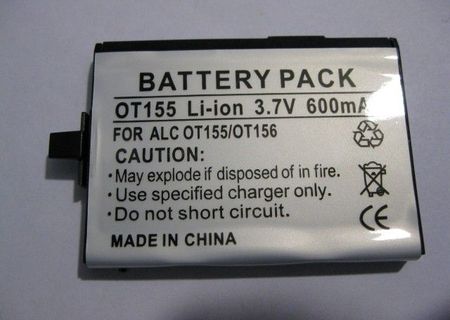 BATTERY PACK
OT155 Li-ion 3.7V 600mA
FOR ALC OT155/OT156
CAUTION:
•May explode if disposed of in fire.
•Use specified charger only.
•Do not short circuit.
CE
MADE IN CHINA